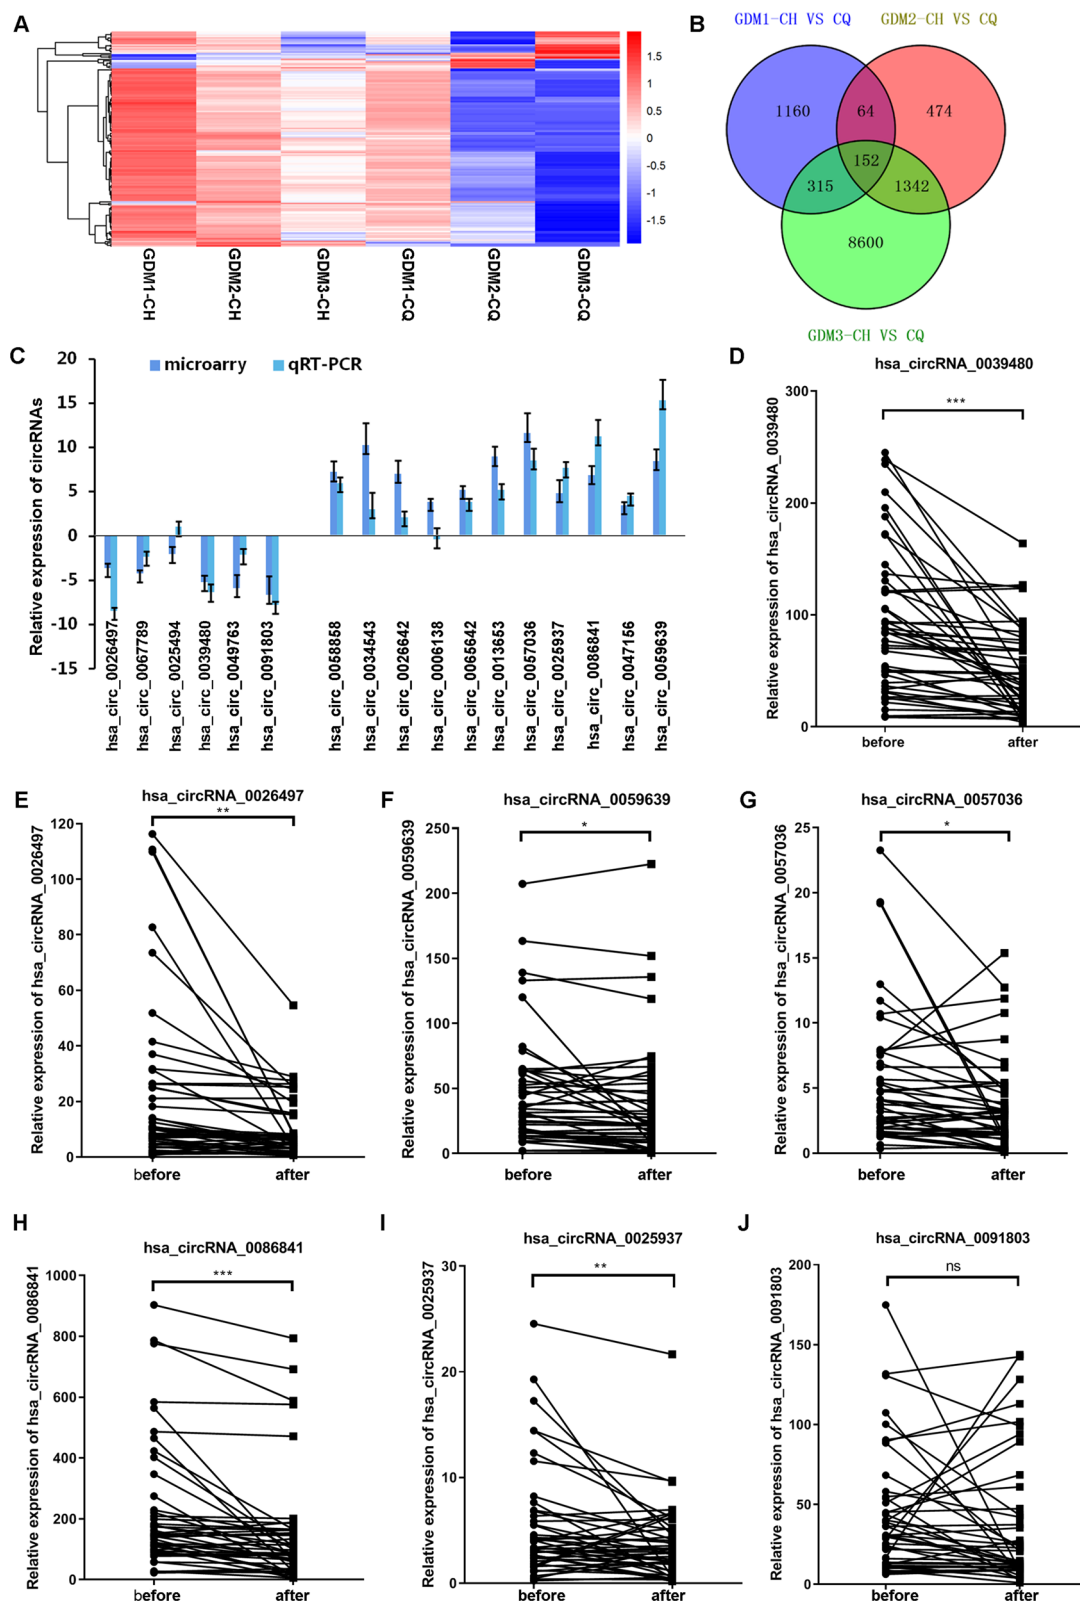 A
1.5
1
0.5
0
-0.5
-1
-1.5
GDM1-CH
GDM2-CH
GDM3-CH
GDM1-CQ
GDM2-CQ
GDM3-CQ
B
GDM1-CH VS CQ
GDM2-CH VS CQ
1160
64
474
152
315
1342
8600
GDM3-CH VS CQ
C
microarry
qRT-PCR
Relative expression of circRNAs
20
15
10
5
0
-5
-10
-15
hsa_circ_0026497
hsa_circ_0067789
hsa_circ_0025494
hsa_circ_0039480
hsa_circ_0049763
hsa_circ_0091803
hsa_circ_0058858
hsa_circ_0034543
hsa_circ_0026642
hsa_circ_0006138
hsa_circ_0065642
hsa_circ_0013653
hsa_circ_0057036
hsa_circ_0025937
hsa_circ_0086841
hsa_circ_0047156
hsa_circ_0059639
D
hsa_circRNA_0039480
***
Relative expression of hsa_circRNA_0039480
300
200
100
0
before
after
E
hsa_circRNA_0026497
**
Relative expression of hsa_circRNA_0026497
120
100
80
60
40
20
0
before
after
F
hsa_circRNA_0059639
*
Relative expression of hsa_circRNA_0059639
250
200
150
100
50
0
before
after
G
hsa_circRNA_0057036
*
Relative expression of hsa_circRNA_0057036
25
20
15
10
5
0
before
after
H
hsa_circRNA_0086841
***
Relative expression of hsa_circRNA_0086841
1000
800
600
400
200
0
before
after
I
hsa_circRNA_0025937
**
Relative expression of hsa_circRNA_0025937
30
20
10
0
before
after
J
hsa_circRNA_0091803
ns
Relative expression of hsa_circRNA_0091803
200
150
100
50
0
before
after